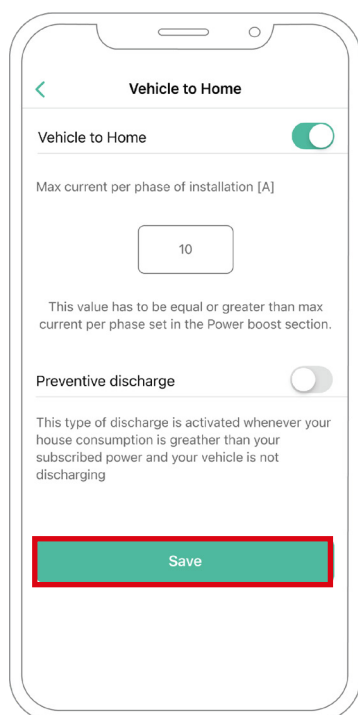 Vehicle to Home
Vehicle to Home
Max current per phase of installation [A]
10
This value has to be equal or greater than max
current per phase set in the Power boost section.
Preventive discharge
This type of discharge is activated whenever your
house consumption is greather than your
subscribed power and your vehicle is not
discharging
Save